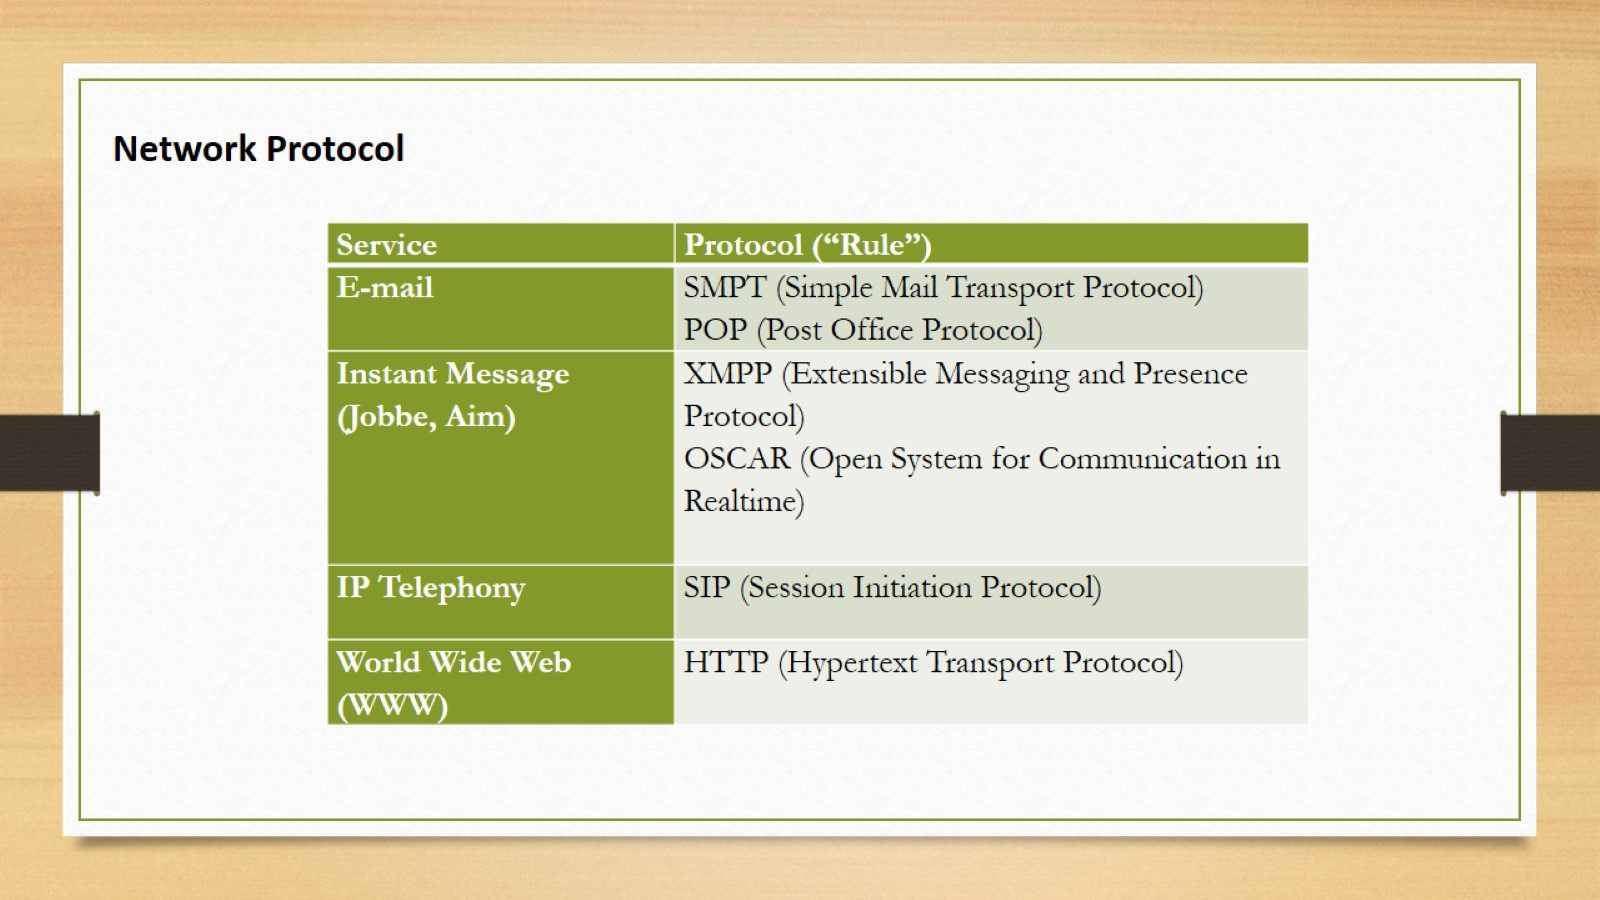 Network Protocol
Service
Protocol (“Rule”)
E-mail
SMPT (Simple Mail Transport Protocol)
POP (Post Office Protocol)
Instant Message
(Jobbe, Aim)
XMPP (Extensible Messaging and Presence
Protocol)
OSCAR (Open System for Communication in
Realtime)
IP Telephony
SIP (Session Initiation Protocol)
World Wide Web
(WWW)
HTTP (Hypertext Transport Protocol)